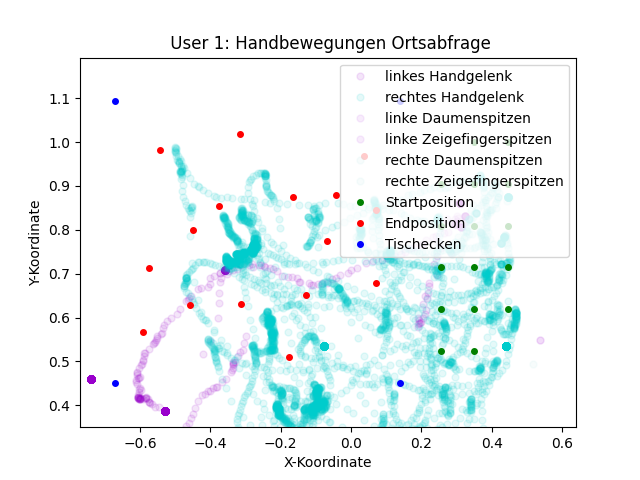 User 1: Handbewegungen Ortsabfrage
linkes Handgelenk
rechtes Handgelenk
linke Daumenspitzen
linke Zeigefingerspitzen
rechte Daumenspitzen
rechte Zeigefingerspitzen
Startposition
Endposition
Tischecken
Y-Koordinate
1.1
1.0
0.9
0.8
0.7
0.6
0.5
0.4
−0.6 −0.4 −0.2 0.0 0.2 0.4 0.6
X-Koordinate